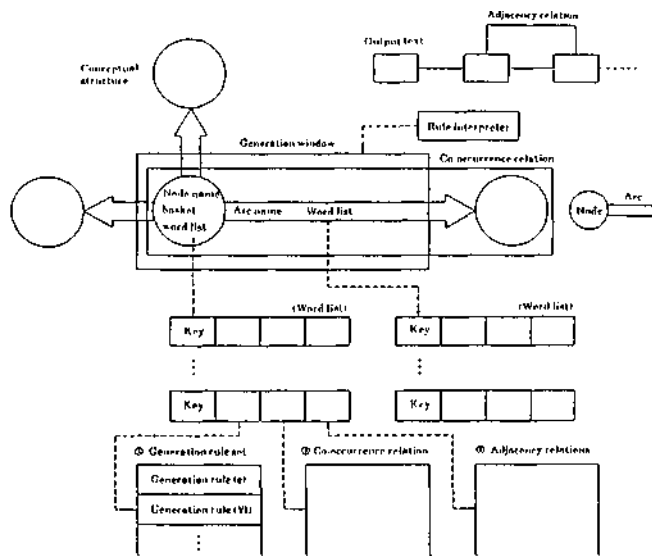 Adjacency relation
Output text
Conceptual
structure
Rule interpreter
Generation window
Co occurrence relation
Node name
basket
word list
Arc name
Word list
Node
Arc
(Word list)
(Word list)
Key
Key
Key
Key
Generation rule set
Co-occurrence relation
Adjacency relations
Generation rule (
Generation rule (